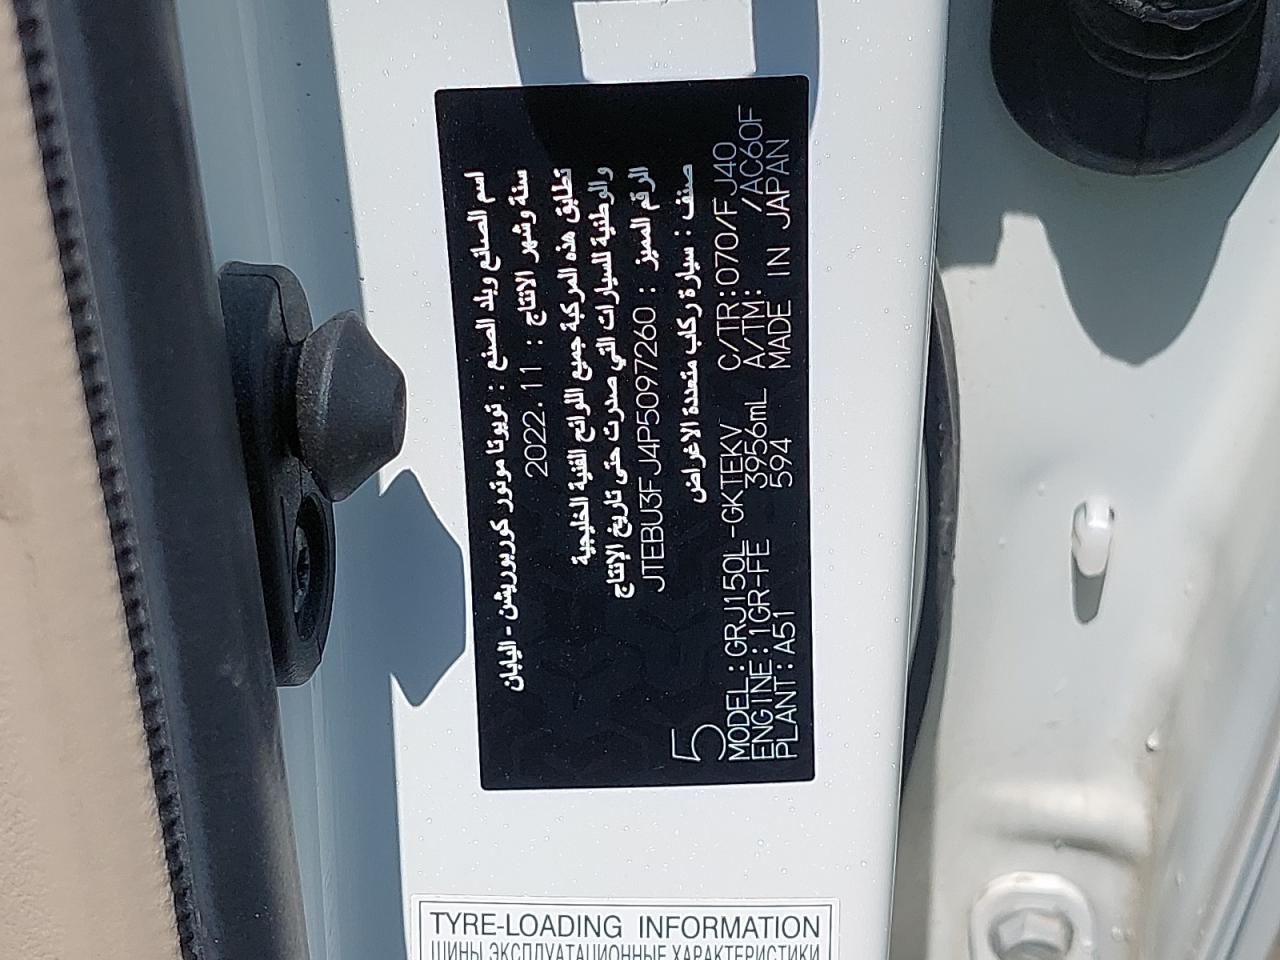 اسم الصانع وبلد الصنع : تويوتا موتور كوربوريشن - اليابان
سنة وشهر الانتاج : 2022.11
تطابق هذه المركبة جميع اللوائح الفنية الخليجية
والوطنية للسيارات التي صدرت حتى تاريخ الإنتاج
الرقم المميز : JTEBU3FJ4P5097260
صنف : سيارة ركاب متعددة الاغراض
5
MODEL:GRJ150L-GKTEKV C/TR:070/FJ40
ENGINE:1GR-FE 3956mL A/TM: /AC60F
PLANT:A51 594 MADE IN JAPAN
TYRE-LOADING INFORMATION
ШИНЫ ЭКСПЛУАТАЦИОННЫЕ ХАРАКТЕРИСТИКИ